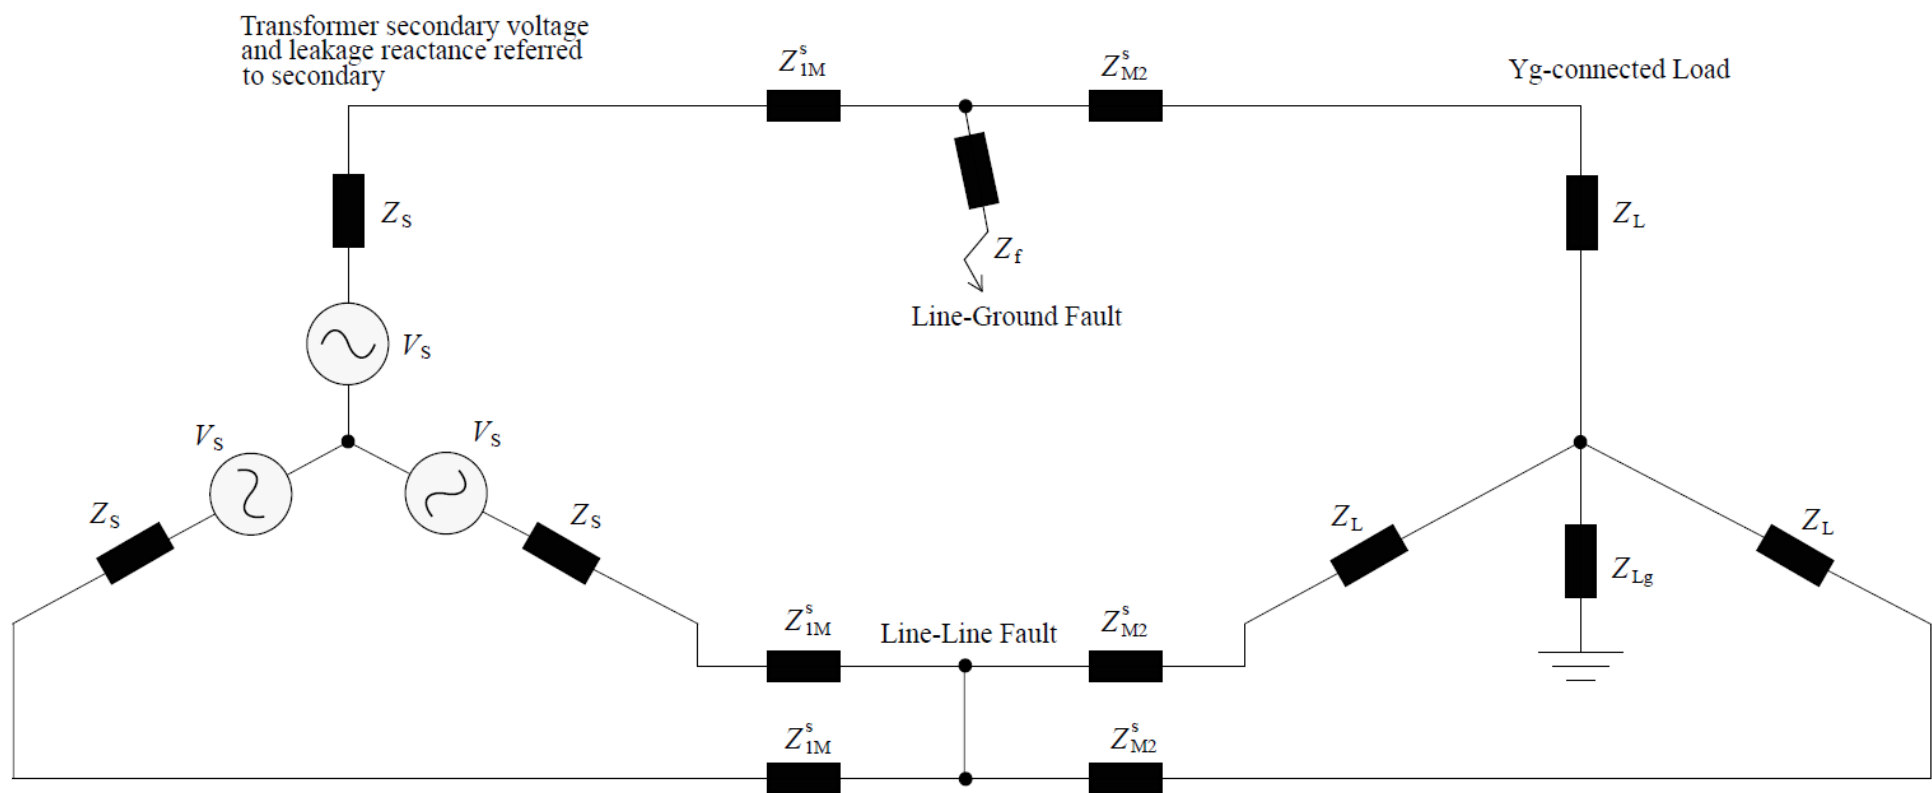 Transformer secondary voltage
and leakage reactance referred
to secondary
Z^s_1M
Z^s_M2
Yg-connected Load
Z_S
Z_f
Z_L
Line-Ground Fault
V_S
V_S
V_S
Z_S
Z_S
Z_L
Z_L
Z_Lg
Z^s_1M
Line-Line Fault
Z^s_M2
Z^s_1M
Z^s_M2